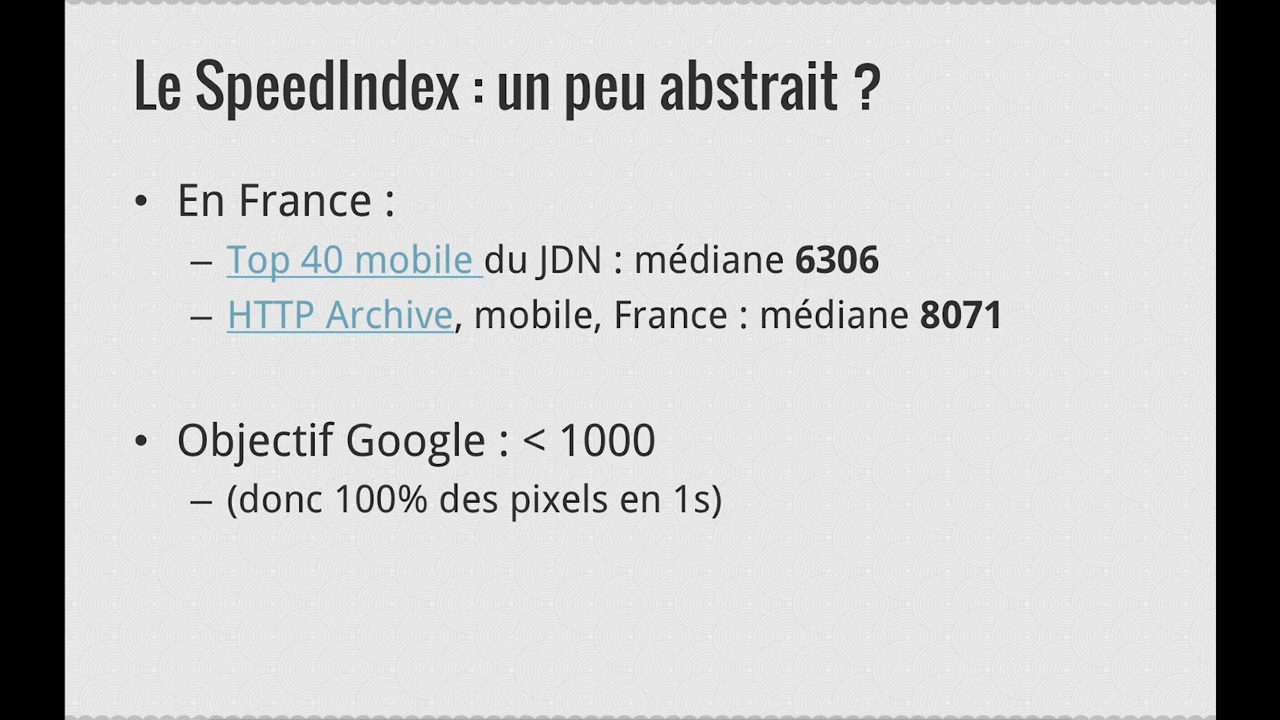 Le SpeedIndex : un peu abstrait ?
• En France :
– Top 40 mobile du JDN : médiane 6306
– HTTP Archive, mobile, France : médiane 8071
• Objectif Google : < 1000
– (donc 100% des pixels en 1s)